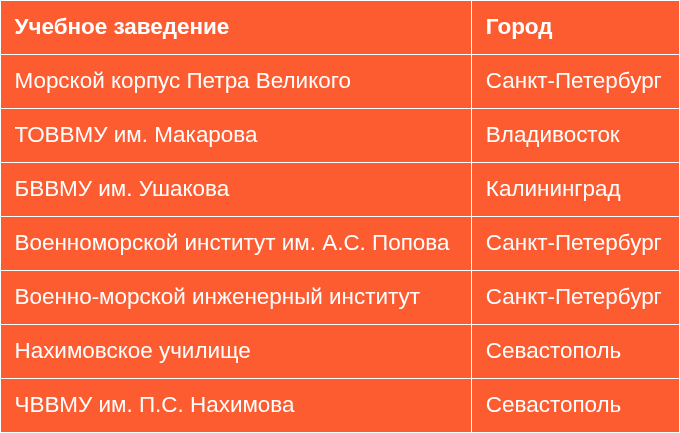 Учебное заведение Город
Морской корпус Петра Великого Санкт-Петербург
ТОВВМУ им. Макарова Владивосток
БВВМУ им. Ушакова Калининград
Военноморской институт им. А.С. Попова Санкт-Петербург
Военно-морской инженерный институт Санкт-Петербург
Нахимовское училище Севастополь
ЧВВМУ им. П.С. Нахимова Севастополь